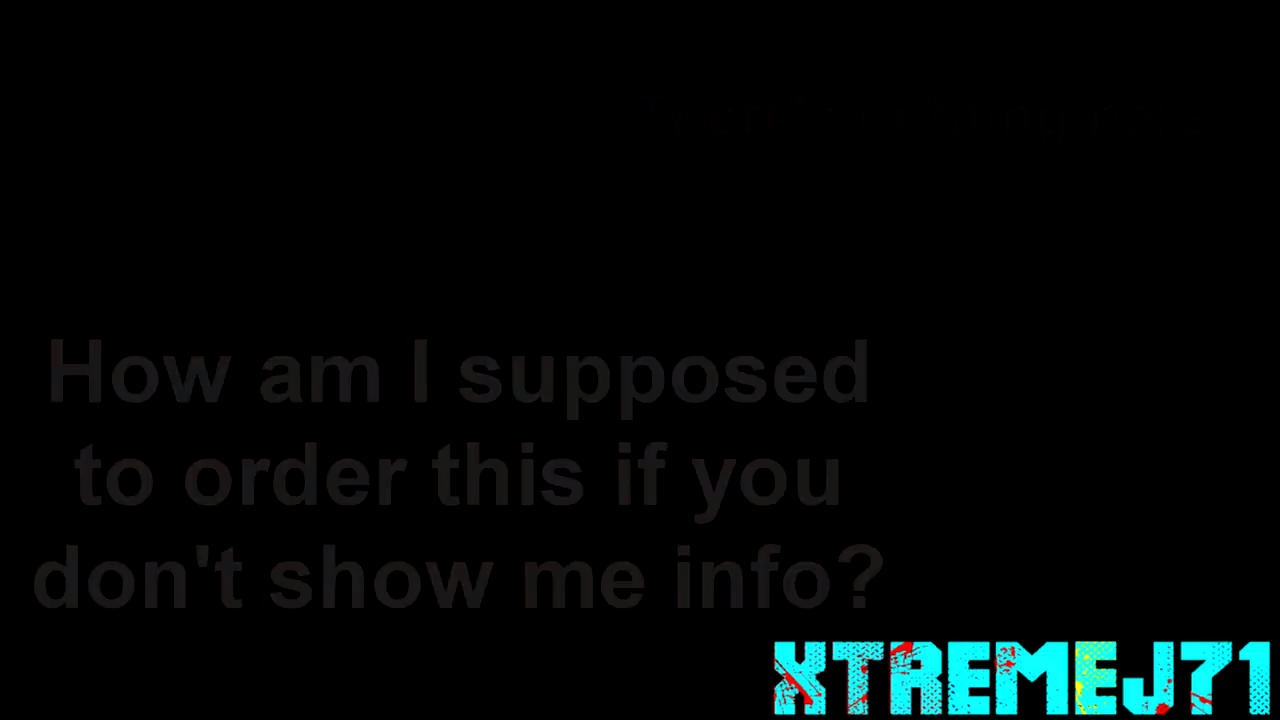 How am I supposed
to order this if you
don't show me info?
XTREMEJ71